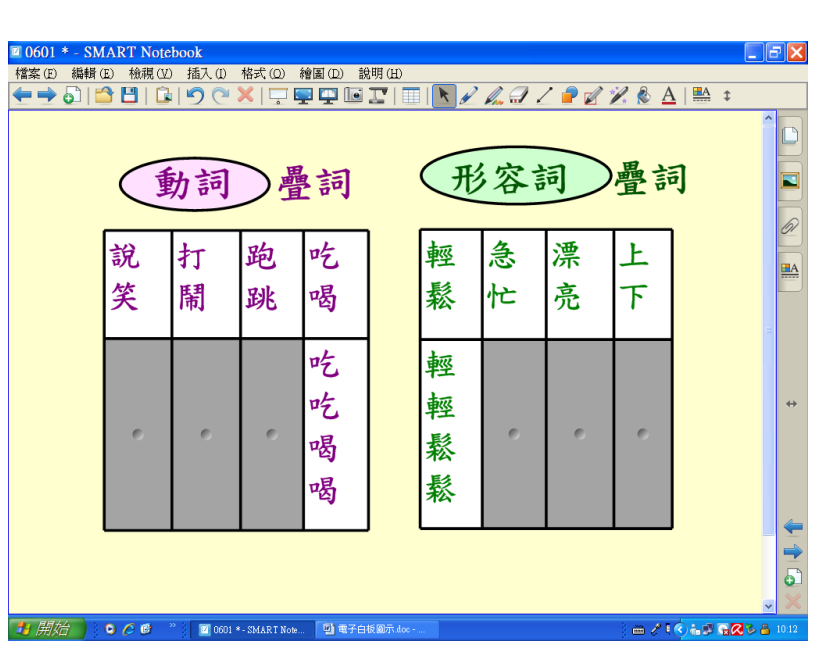 0601 * - SMART Notebook
檔案(F) 編輯(E) 檢視(V) 插入(I) 格式(O) 繪圖(D) 說明(H)
動詞 疊詞
形容詞 疊詞
說笑 打鬧 跑跳 吃喝
吃吃喝喝
輕鬆 急忙 漂亮 上下
輕輕鬆鬆
開始
0601 * - SMART Note...
電子白板圖示.doc - ...
10:12